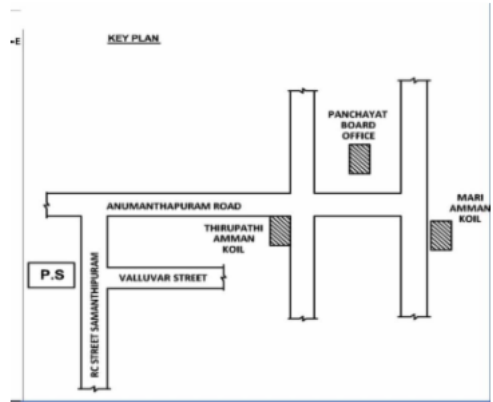 -E
KEY PLAN
PANCHAYAT
BOARD
OFFICE
ANUMANTHAPURAM ROAD
MARI
AMMAN
KOIL
THIRUPATHI
AMMAN
KOIL
P.S
VALLUVAR STREET
RC STREET SAMANTHIPURAM